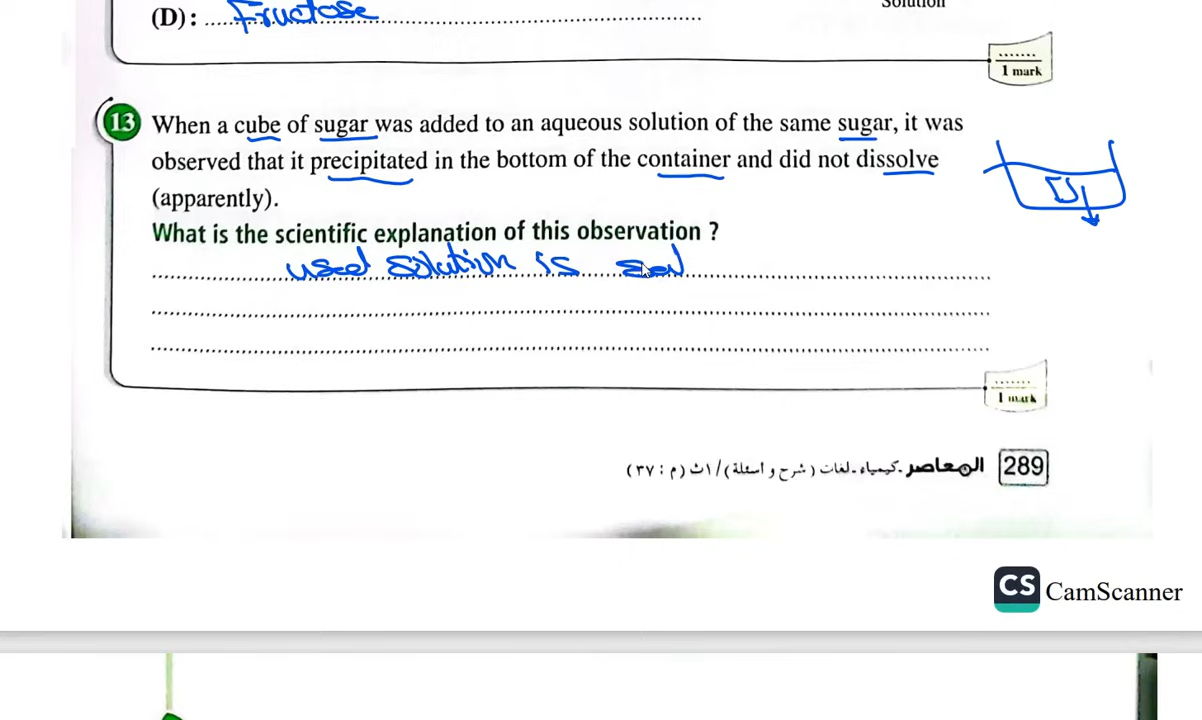 Solution
(D): Fructose
1 mark
13 When a cube of sugar was added to an aqueous solution of the same sugar, it was
observed that it precipitated in the bottom of the container and did not dissolve
(apparently).
What is the scientific explanation of this observation ?
used solution is
1 mark
المعاصر كيمياء - لغات (شرح و أسئلة) / ١ث (م : ٣٧) 289
CS CamScanner